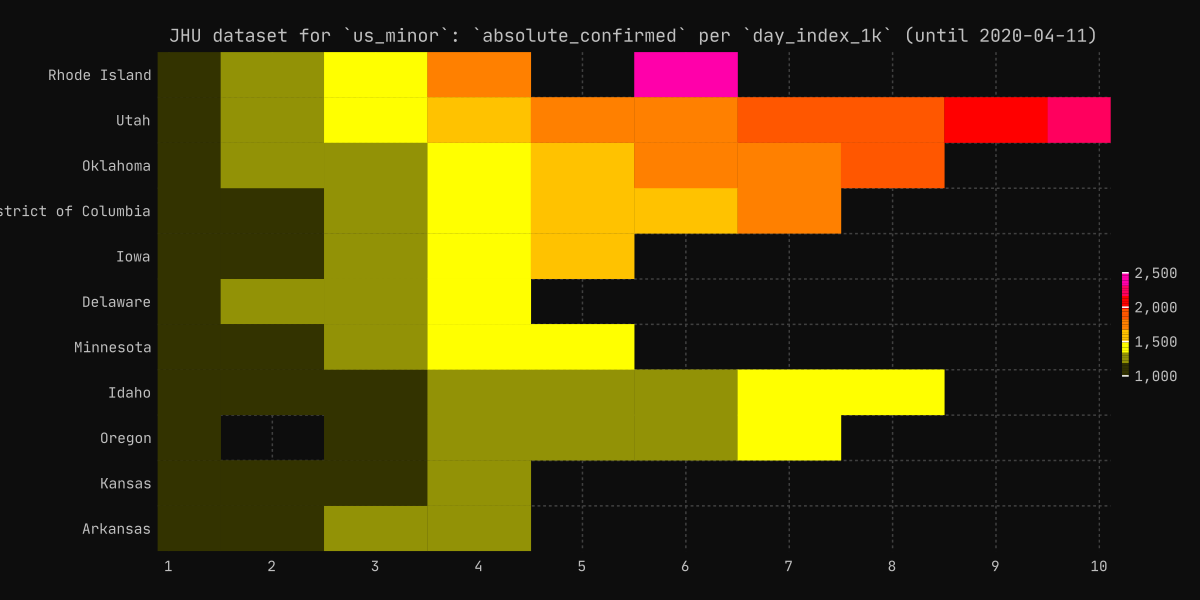 JHU dataset for `us_minor`: `absolute_confirmed` per `day_index_1k` (until 2020-04-11)
Rhode Island
Utah
Oklahoma
strict of Columbia
Iowa
Delaware
Minnesota
Idaho
Oregon
Kansas
Arkansas
2,500
2,000
1,500
1,000
1 2 3 4 5 6 7 8 9 10